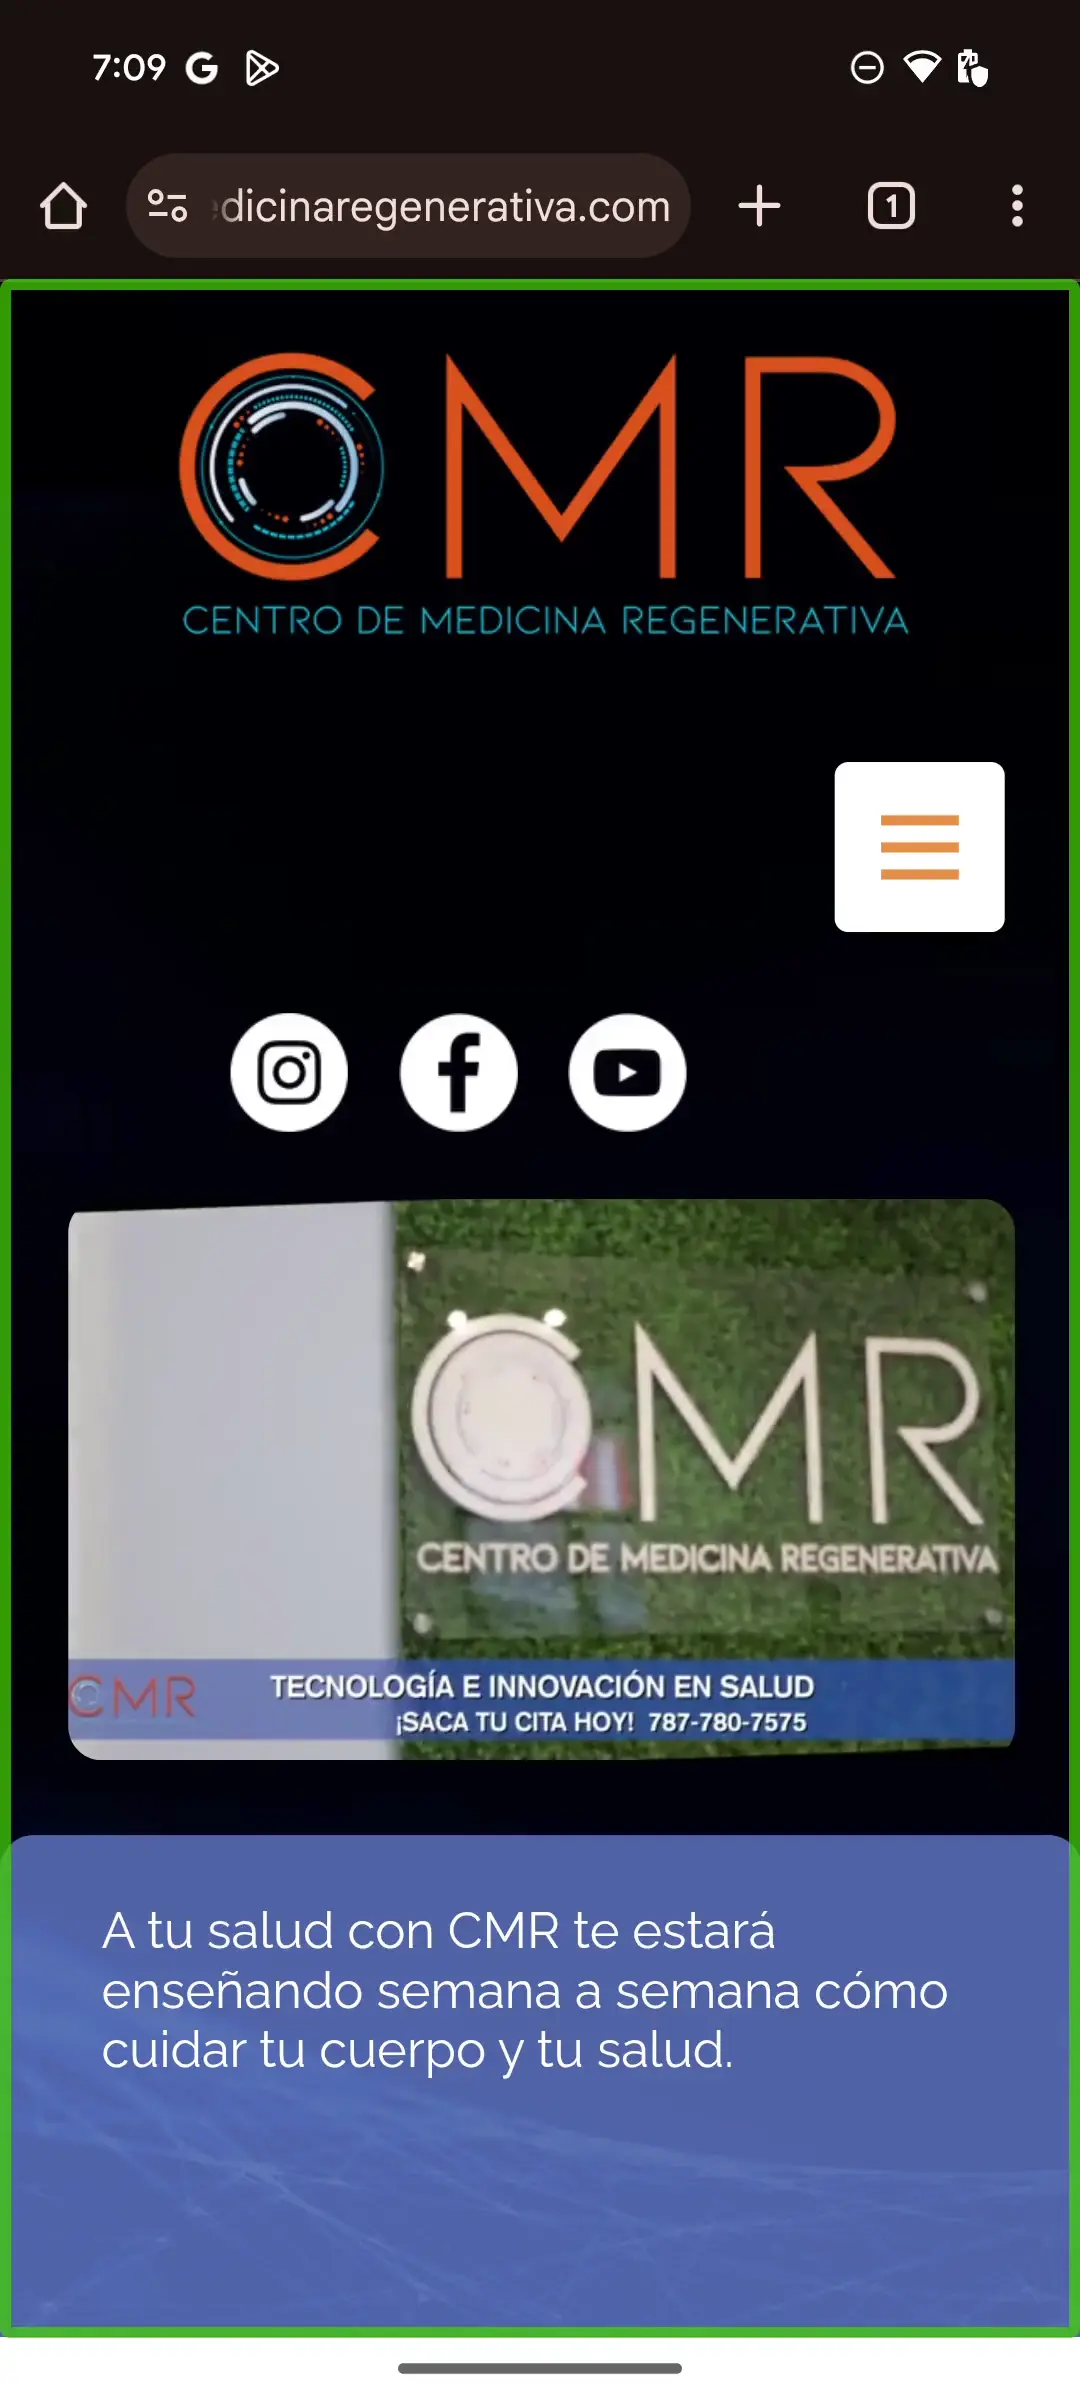 7:09
dicinaregenerativa.com
1
CMR
CENTRO DE MEDICINA REGENERATIVA
CMR
CENTRO DE MEDICINA REGENERATIVA
CMR
TECNOLOGÍA E INNOVACIÓN EN SALUD
¡SACA TU CITA HOY! 787-780-7575
A tu salud con CMR te estará
enseñando semana a semana cómo
cuidar tu cuerpo y tu salud.